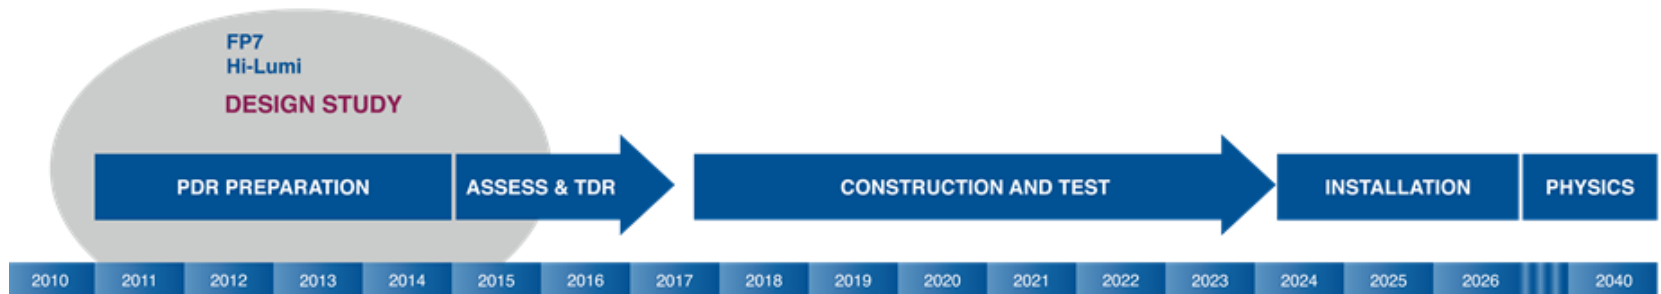 FP7
Hi-Lumi
DESIGN STUDY
PDR PREPARATION
ASSESS & TDR
CONSTRUCTION AND TEST
INSTALLATION
PHYSICS
2010 2011 2012 2013 2014 2015 2016 2017 2018 2019 2020 2021 2022 2023 2024 2025 2026 2040